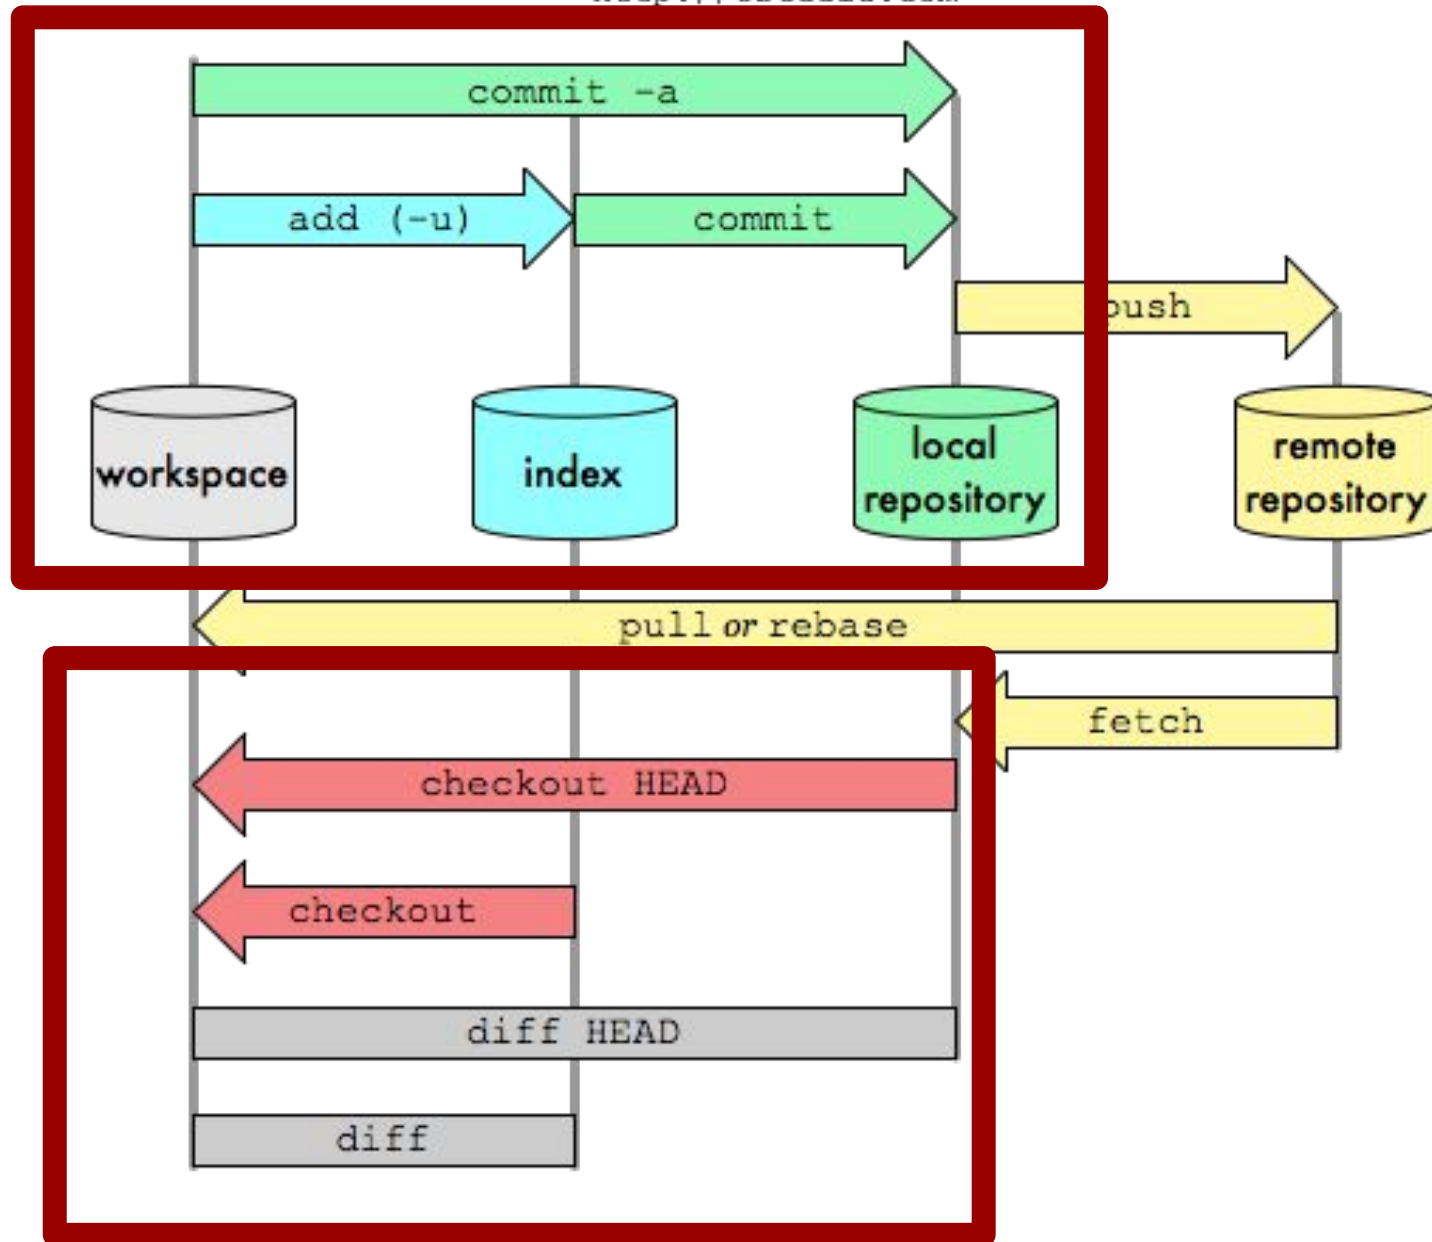 commit -a
add (-u)
commit
push
workspace
index
local
repository
remote
repository
pull or rebase
fetch
checkout HEAD
checkout
diff HEAD
diff